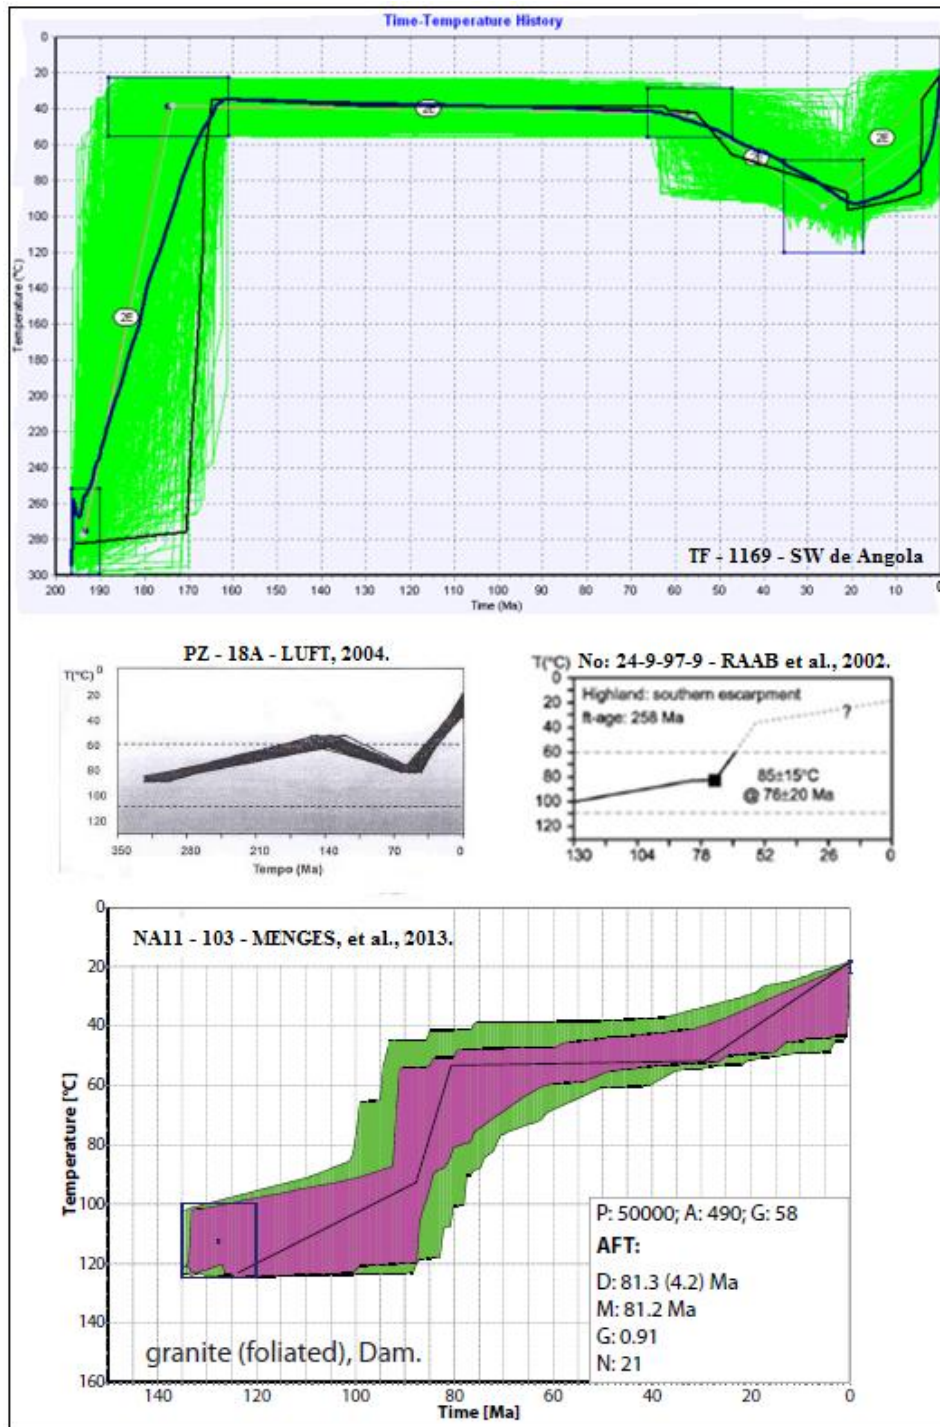 Time-Temperature History
0
20
40
60
80
100
120
140
160
180
200
220
240
260
280
300
Temperature (°C)
2E
2E
2E
2E
2E
TF - 1169 - SW de Angola
200 190 180 170 160 150 140 130 120 110 100 90 80 70 60 50 40 30 20 10 0
Time (Ma)
PZ - 18A - LUFT, 2004.
T(°C) 0
20
40
60
80
100
120
350 280 210 140 70 0
Tempo (Ma)
T(°C) No: 24-9-97-9 - RAAB et al., 2002.
0
20
40
60
80
100
120
Highland: southern escarpment
ft-age: 258 Ma
?
85±15°C
@ 76±20 Ma
130 104 78 52 26 0
NA11 - 103 - MENGES, et al., 2013.
0
20
40
60
80
100
120
140
160
Temperature [°C]
P: 50000; A: 490; G: 58
AFT:
D: 81.3 (4.2) Ma
M: 81.2 Ma
G: 0.91
N: 21
granite (foliated), Dam.
140 120 100 80 60 40 20 0
Time [Ma]